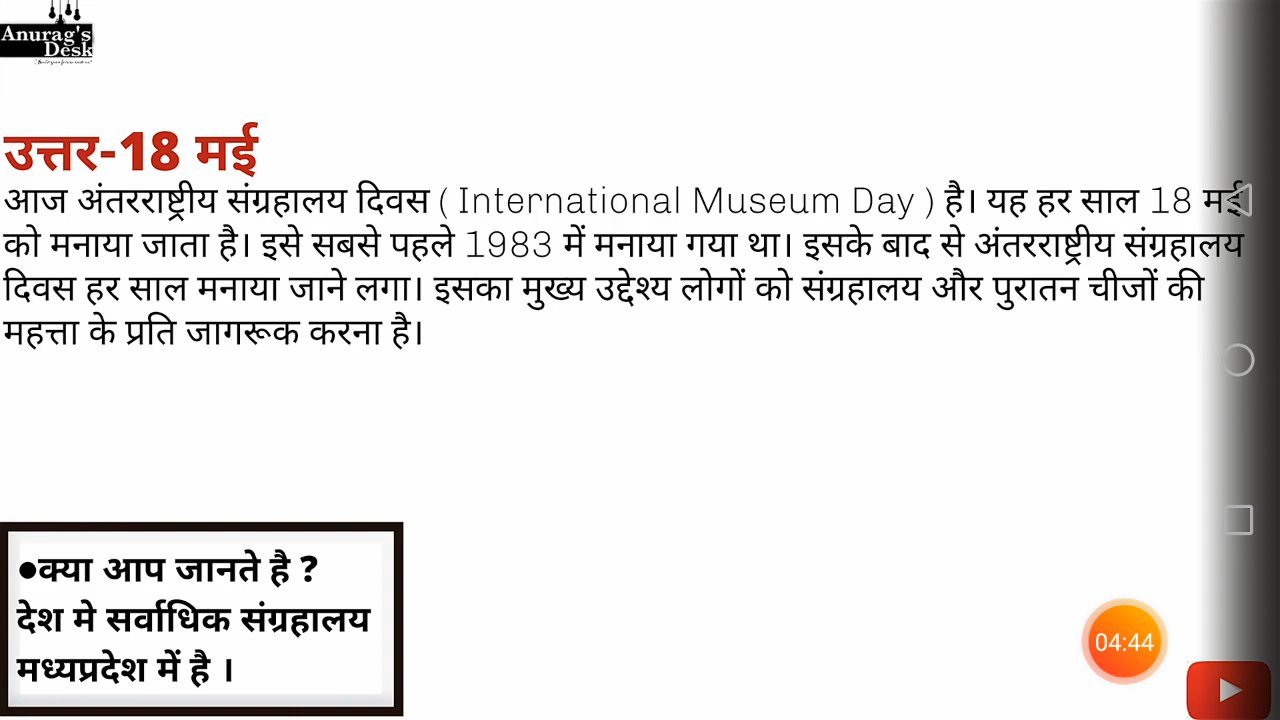 Anurag's
Desk
उत्तर-18 मई
आज अंतरराष्ट्रीय संग्रहालय दिवस ( International Museum Day ) है। यह हर साल 18 मई
को मनाया जाता है। इसे सबसे पहले 1983 में मनाया गया था। इसके बाद से अंतरराष्ट्रीय संग्रहालय
दिवस हर साल मनाया जाने लगा। इसका मुख्य उद्देश्य लोगों को संग्रहालय और पुरातन चीजों की
महत्ता के प्रति जागरूक करना है।
●क्या आप जानते है ?
देश मे सर्वाधिक संग्रहालय
मध्यप्रदेश में है ।
04:44